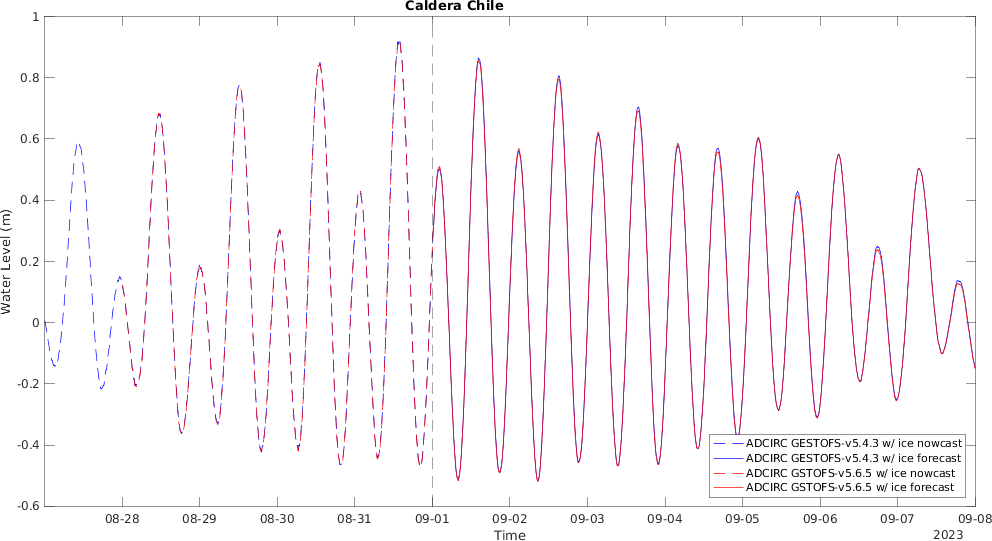 Caldera Chile
1
0.8
0.6
0.4
0.2
0
-0.2
-0.4
-0.6
Water Level (m)
ADCIRC GESTOFS-v5.4.3 w/ ice nowcast
ADCIRC GESTOFS-v5.4.3 w/ ice forecast
ADCIRC GSTOFS-v5.6.5 w/ ice nowcast
ADCIRC GSTOFS-v5.6.5 w/ ice forecast
08-28 08-29 08-30 08-31 09-01 09-02 09-03 09-04 09-05 09-06 09-07 09-08
Time
2023